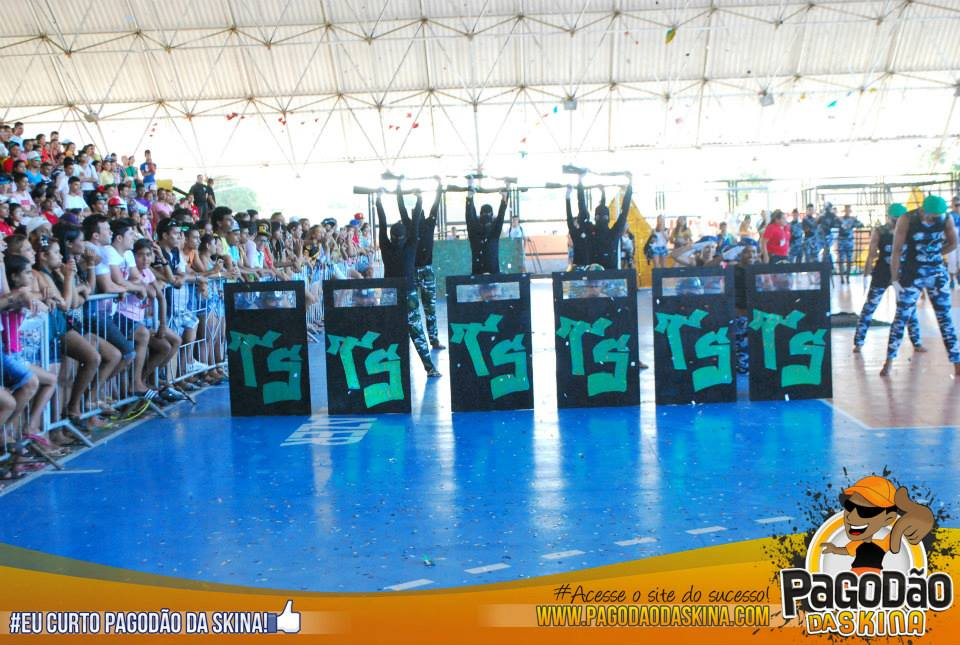 TS TS TS TS TS TS
#Acesse o site do sucesso!
#EU CURTO PAGODÃO DA SKINA!
WWW.PAGODAODASKINA.COM
PAGODÃO
DA SKINA